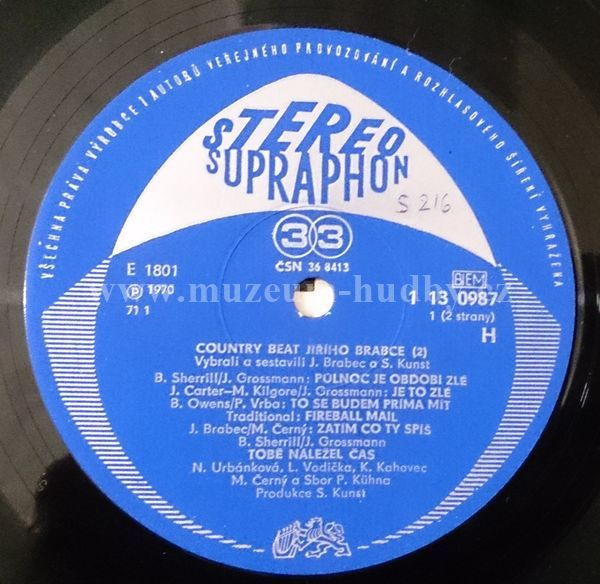 VŠECHNA PRÁVA VÝROBCE I AUTORŮ VEŘEJNÉHO PROVOZOVÁNÍ A ROZHLASOVÉHO ŠÍŘENÍ VYHRAŽENA
STEREO
SUPRAPHON
S 216
33
ČSN 36 8413
E 1801
Ⓟ 1970
71 1
BIEM
1 13 0987
1 (2 strany)
H
www.muzeum-hudby.cz
COUNTRY BEAT JIŘÍHO BRABCE (2)
Vybrali a sestavili J. Brabec a S. Kunst
B. Sherrill/J. Grossmann: PŮLNOC JE OBDOBÍ ZLÉ
J. Carter–M. Kilgore/J. Grossmann: JE TO ZLÉ
B. Owens/P. Vrba: TO SE BUDEM PRIMA MÍT
Traditional: FIREBALL MAIL
J. Brabec/M. Černý: ZATÍM CO TY SPÍŠ
B. Sherrill/J. Grossmann
TOBĚ NÁLEŽEL ČAS
N. Urbánková, L. Vodička, K. Kahovec
M. Černý a Sbor P. Kühna
Produkce S. Kunst